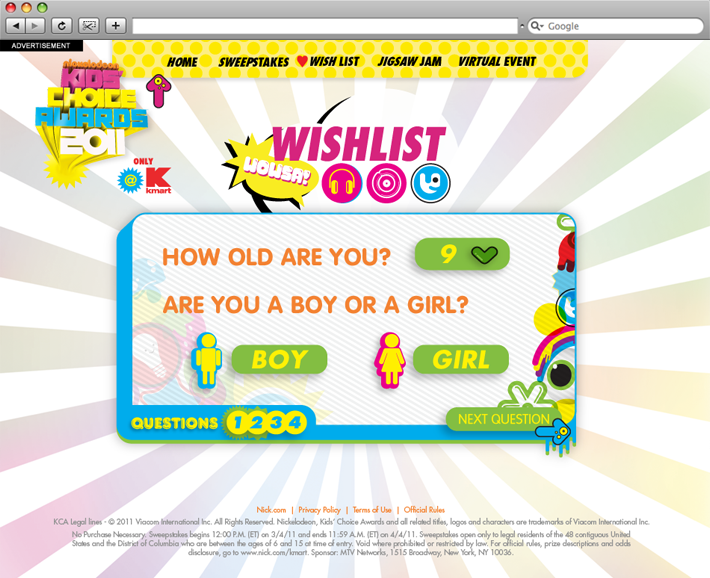 Google
ADVERTISEMENT
HOME SWEEPSTAKES WISH LIST JIGSAW JAM VIRTUAL EVENT
nickelodeon
KIDS'
CHOICE
AWARDS
2011
ONLY
@ K
kmart
WISHLIST
WOWSA!
HOW OLD ARE YOU? 9
ARE YOU A BOY OR A GIRL?
BOY GIRL
QUESTIONS 1 2 3 4 NEXT QUESTION
Nick.com | Privacy Policy | Terms of Use | Official Rules
KCA Legal lines - © 2011 Viacom International Inc. All Rights Reserved. Nickelodeon, Kids' Choice Awards and all related titles, logos and characters are trademarks of Viacom International Inc.
No Purchase Necessary. Sweepstakes begins 12:00 P.M. (ET) on 3/4/11 and ends 11:59 A.M. (ET) on 4/4/11. Sweepstakes open only to legal residents of the 48 contiguous United
States and the District of Columbia who are between the ages of 6 and 15 at time of entry. Void where prohibited or restricted by law. For official rules, prize descriptions and odds
disclosure, go to www.nick.com/kmart. Sponsor: MTV Networks, 1515 Broadway, New York, NY 10036.